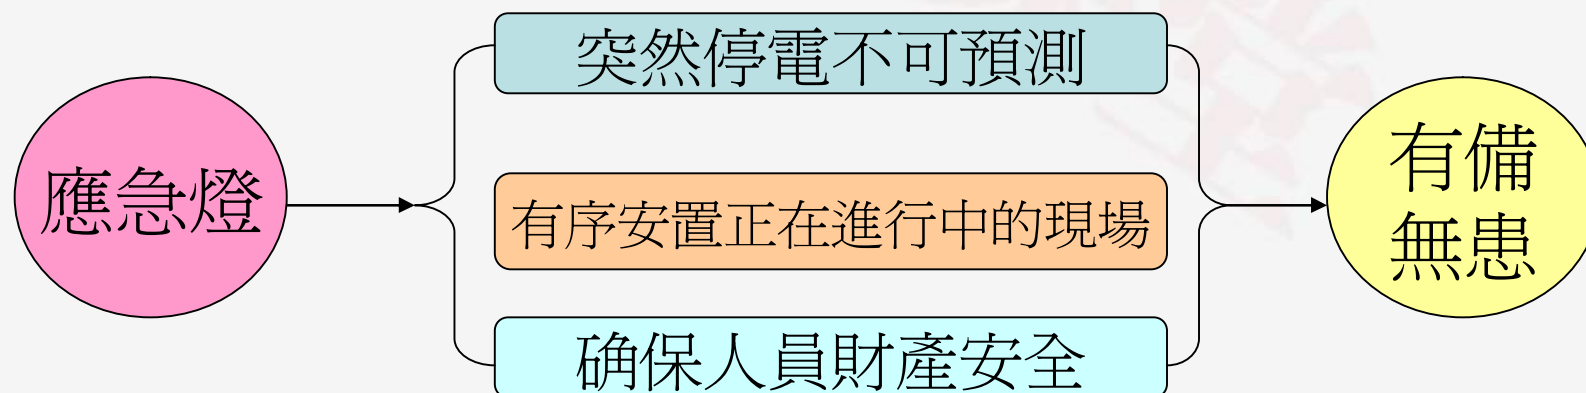 應急燈
突然停電不可預測
有序安置正在進行中的現場
确保人員財產安全
有備
無患